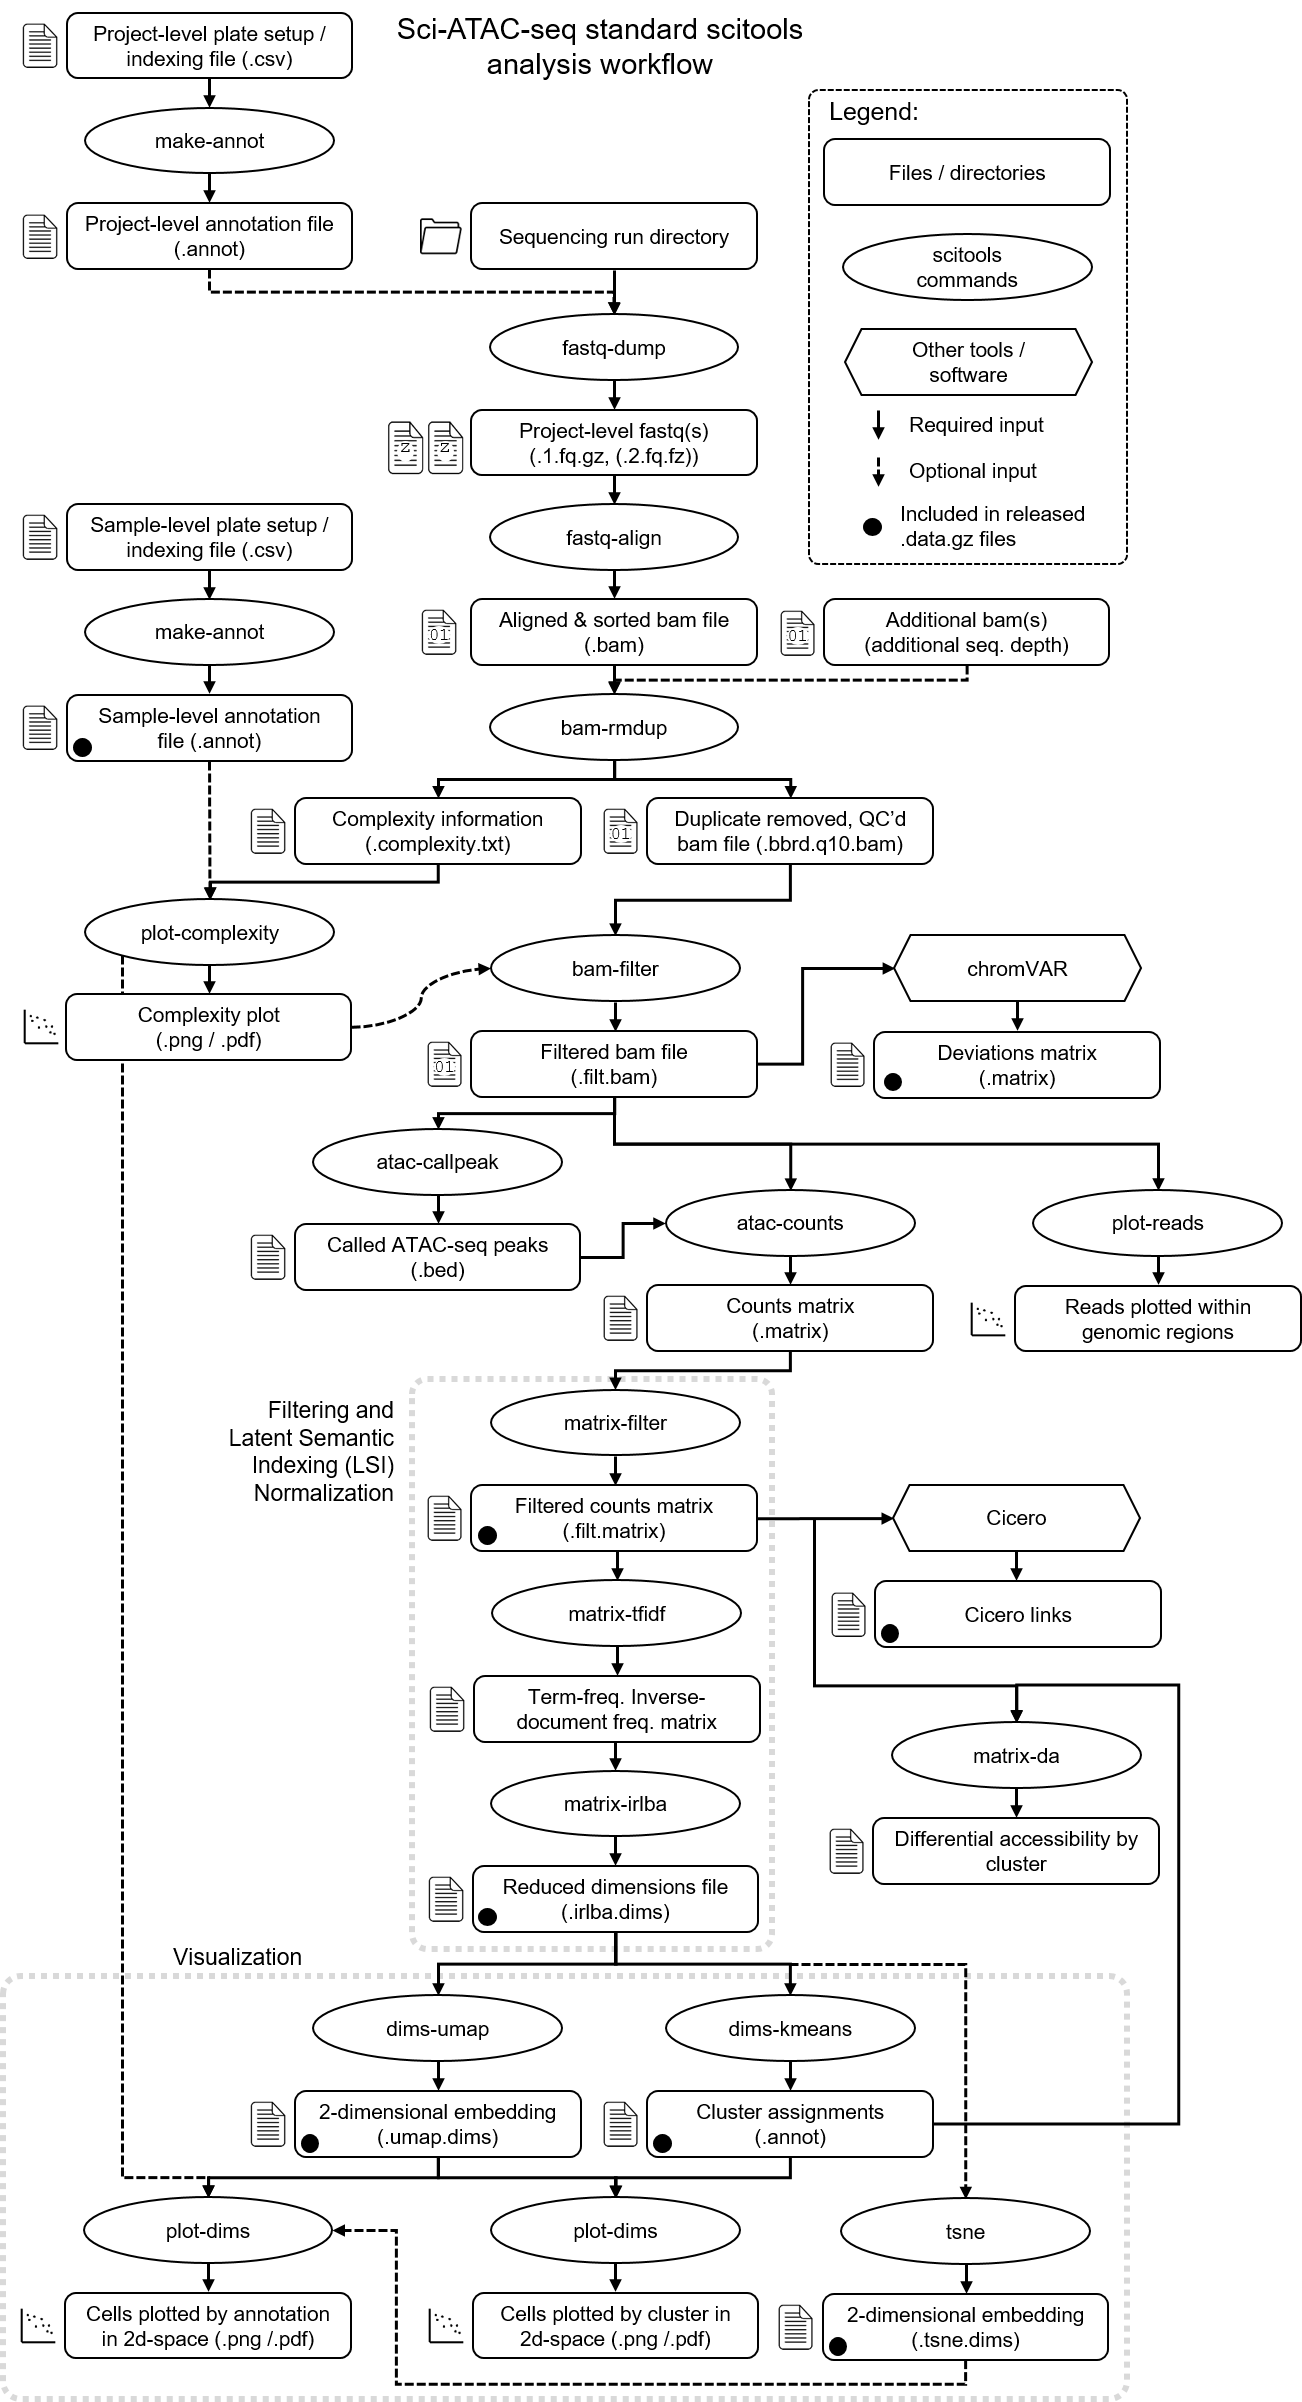 Sci-ATAC-seq standard scitools
analysis workflow
Project-level plate setup /
indexing file (.csv)
make-annot
Project-level annotation file
(.annot)
Sequencing run directory
Legend:
Files / directories
scitools
commands
Other tools /
software
Required input
Optional input
Included in released
.data.gz files
fastq-dump
Z
Z
Project-level fastq(s)
(.1.fq.gz, (.2.fq.fz))
fastq-align
Sample-level plate setup /
indexing file (.csv)
make-annot
01
Aligned & sorted bam file
(.bam)
01
Additional bam(s)
(additional seq. depth)
Sample-level annotation
file (.annot)
bam-rmdup
Complexity information
(.complexity.txt)
01
Duplicate removed, QC’d
bam file (.bbrd.q10.bam)
plot-complexity
Complexity plot
(.png / .pdf)
bam-filter
chromVAR
01
Filtered bam file
(.filt.bam)
Deviations matrix
(.matrix)
atac-callpeak
Called ATAC-seq peaks
(.bed)
atac-counts
plot-reads
Counts matrix
(.matrix)
Reads plotted within
genomic regions
Filtering and
Latent Semantic
Indexing (LSI)
Normalization
matrix-filter
Filtered counts matrix
(.filt.matrix)
Cicero
Cicero links
matrix-tfidf
Term-freq. Inverse-
document freq. matrix
matrix-da
matrix-irlba
Differential accessibility by
cluster
Reduced dimensions file
(.irlba.dims)
Visualization
dims-umap
dims-kmeans
2-dimensional embedding
(.umap.dims)
Cluster assignments
(.annot)
plot-dims
plot-dims
tsne
Cells plotted by annotation
in 2d-space (.png /.pdf)
Cells plotted by cluster in
2d-space (.png /.pdf)
2-dimensional embedding
(.tsne.dims)